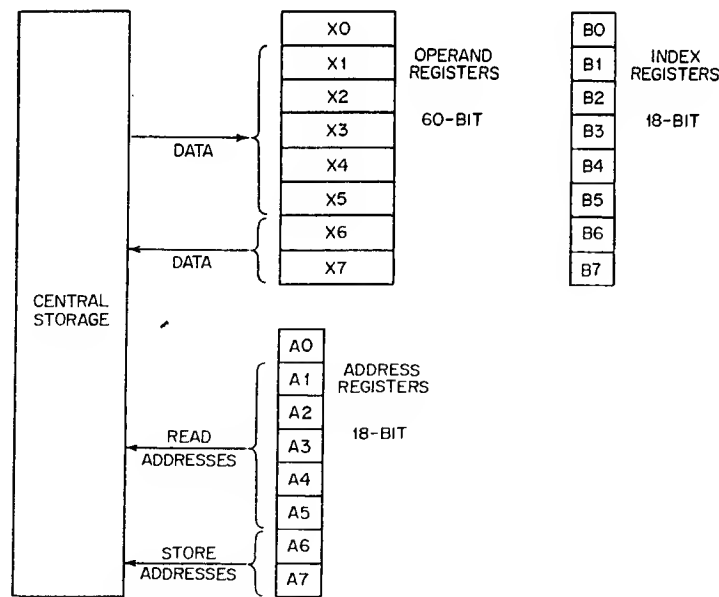 CENTRAL
STORAGE
DATA
DATA
X0
X1
X2
X3
X4
X5
X6
X7
OPERAND
REGISTERS
60-BIT
B0
B1
B2
B3
B4
B5
B6
B7
INDEX
REGISTERS
18-BIT
READ
ADDRESSES
STORE
ADDRESSES
A0
A1
A2
A3
A4
A5
A6
A7
ADDRESS
REGISTERS
18-BIT